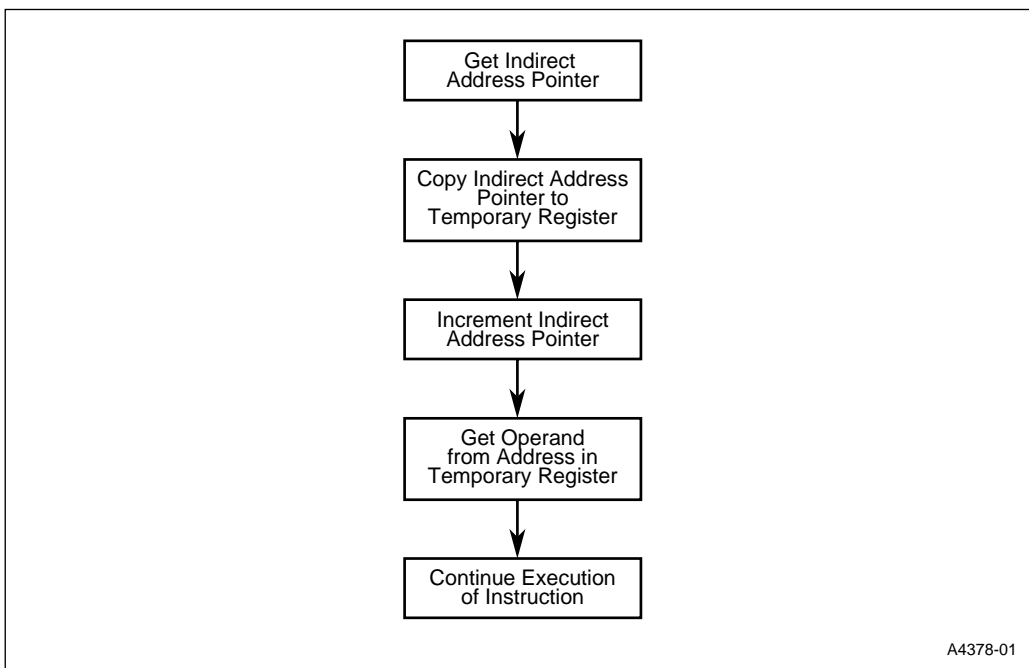 Get Indirect
Address Pointer
Copy Indirect Address
Pointer to
Temporary Register
Increment Indirect
Address Pointer
Get Operand
from Address in
Temporary Register
Continue Execution
of Instruction
A4378-01